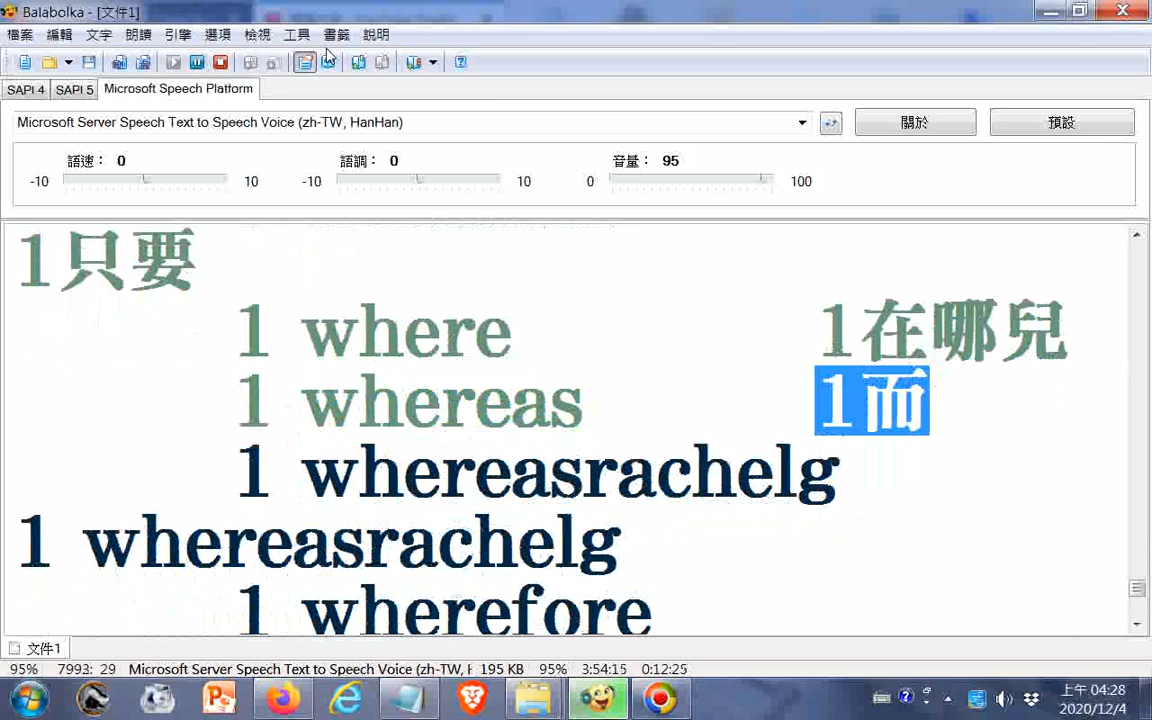 Balabolka - [文件1]
檔案 編輯 文字 朗讀 引擎 選項 檢視 工具 書籤 說明
SAPI 4 SAPI 5 Microsoft Speech Platform
Microsoft Server Speech Text to Speech Voice (zh-TW, HanHan) 關於 預設
語速： 0 語調： 0 音量： 95
-10 10 -10 10 0 100
1只要
1 where 1在哪兒
1 whereas 1而
1 whereasrachelg
1 whereasrachelg
1 wherefore
文件1
95% 7993: 29 Microsoft Server Speech Text to Speech Voice (zh-TW, H 195 KB 95% 3:54:15 0:12:25
上午 04:28
2020/12/4